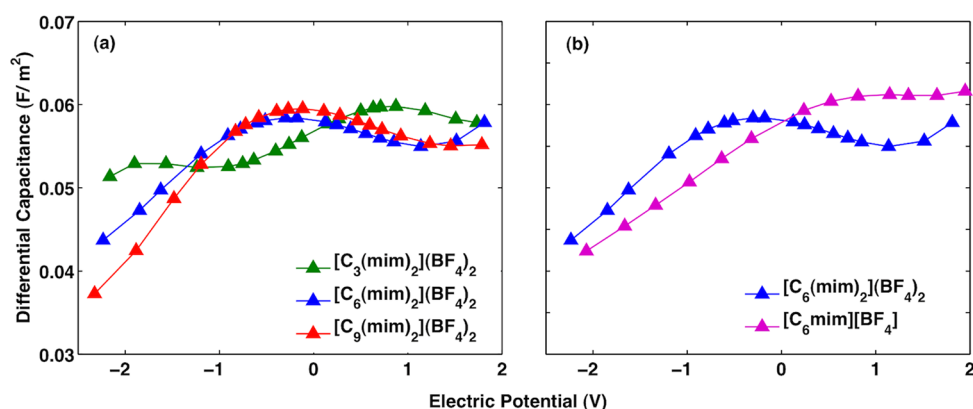 0.07
0.06
0.05
0.04
0.03
Differential Capacitance (F/ m²)
(a)
[C₃(mim)₂](BF₄)₂
[C₆(mim)₂](BF₄)₂
[C₉(mim)₂](BF₄)₂
−2 −1 0 1 2
(b)
[C₆(mim)₂](BF₄)₂
[C₆mim][BF₄]
−2 −1 0 1 2
Electric Potential (V)